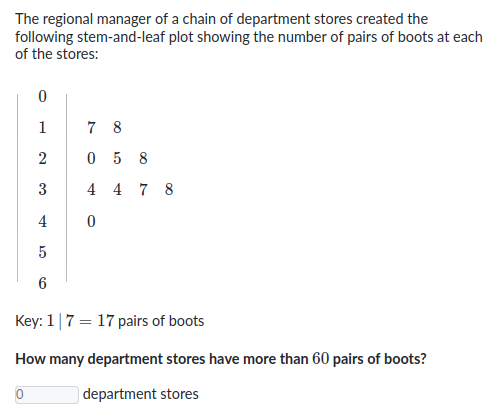 The regional manager of a chain of department stores created the
following stem-and-leaf plot showing the number of pairs of boots at each
of the stores:
0
1 7 8
2 0 5 8
3 4 4 7 8
4 0
5
6
Key: 1 | 7 = 17 pairs of boots
How many department stores have more than 60 pairs of boots?
0 department stores